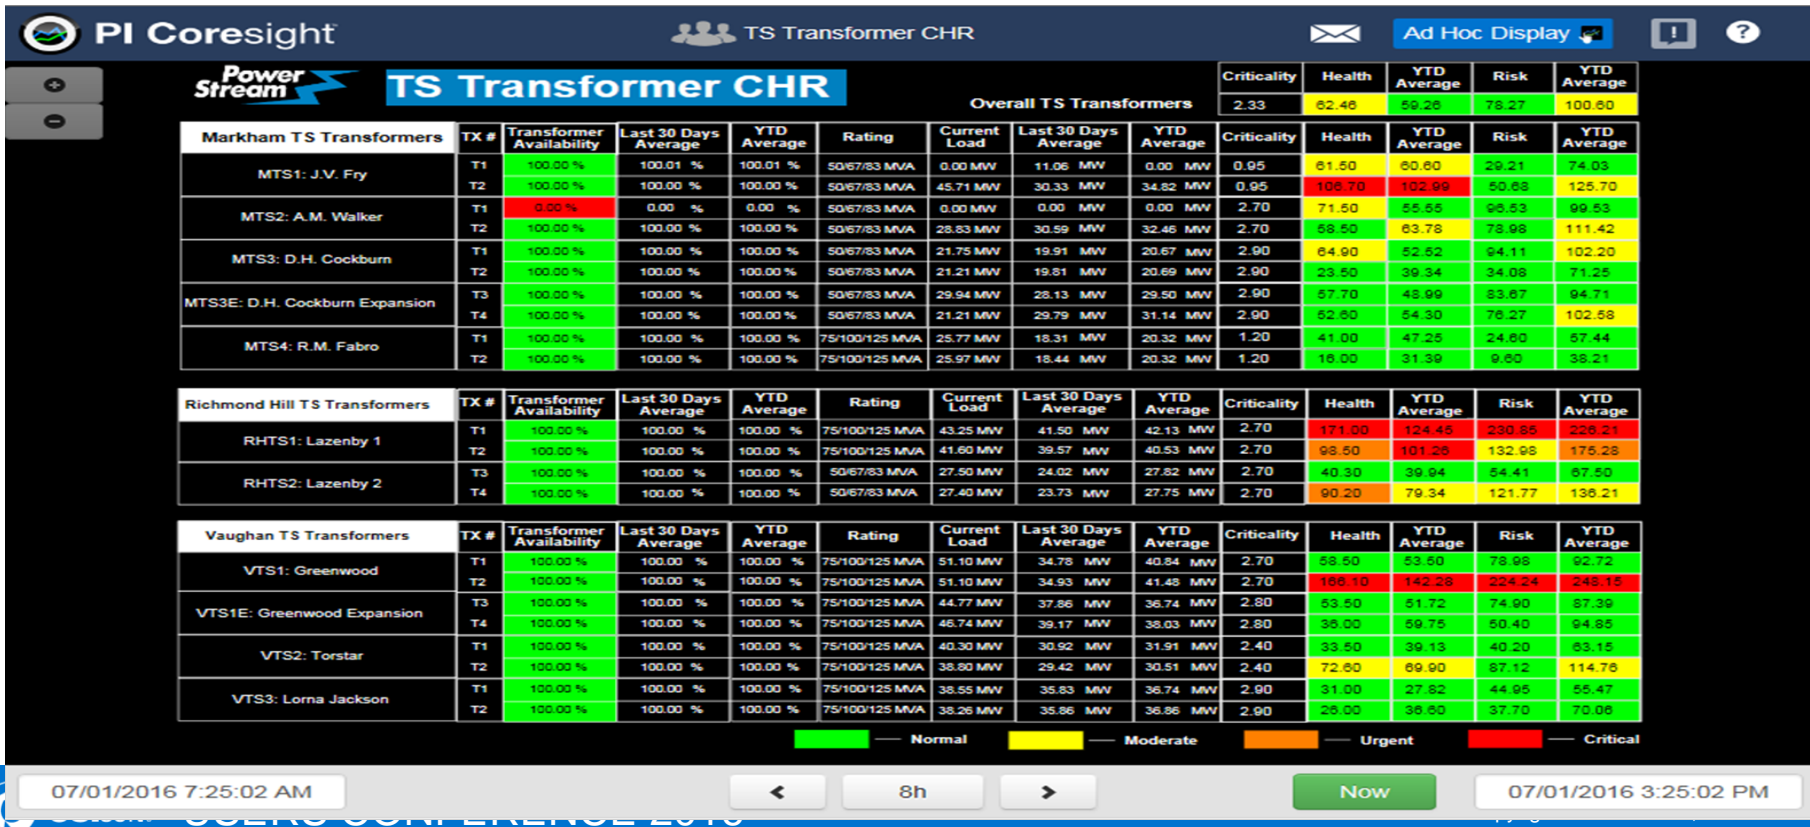 PI Coresight TS Transformer CHR Ad Hoc Display ! ?
Power Stream TS Transformer CHR
Criticality Health YTD Average Risk YTD Average
Overall TS Transformers 2.33 62.46 59.26 78.27 100.60
Markham TS Transformers TX # Transformer Availability Last 30 Days Average YTD Average Rating Current Load Last 30 Days Average YTD Average Criticality Health YTD Average Risk YTD Average
MTS1: J.V. Fry T1 100.00 % 100.01 % 100.01 % 50/67/83 MVA 0.00 MW 11.06 MW 0.00 MW 0.95 61.50 60.60 29.21 74.03
T2 100.00 % 100.00 % 100.00 % 50/67/83 MVA 45.71 MW 30.33 MW 34.82 MW 0.95 106.70 102.99 50.68 125.70
MTS2: A.M. Walker T1 0.00 % 0.00 % 0.00 % 50/67/83 MVA 0.00 MW 0.00 MW 0.00 MW 2.70 71.50 55.55 96.53 99.53
T2 100.00 % 100.00 % 100.00 % 50/67/83 MVA 28.83 MW 30.59 MW 32.46 MW 2.70 58.50 63.78 78.98 111.42
MTS3: D.H. Cockburn T1 100.00 % 100.00 % 100.00 % 50/67/83 MVA 21.75 MW 19.91 MW 20.67 MW 2.90 64.90 52.52 94.11 102.20
T2 100.00 % 100.00 % 100.00 % 50/67/83 MVA 21.21 MW 19.81 MW 20.69 MW 2.90 23.50 39.34 34.08 71.25
MTS3E: D.H. Cockburn Expansion T3 100.00 % 100.00 % 100.00 % 50/67/83 MVA 29.94 MW 28.13 MW 29.50 MW 2.90 57.70 48.99 83.67 94.71
T4 100.00 % 100.00 % 100.00 % 50/67/83 MVA 21.21 MW 29.79 MW 31.14 MW 2.90 52.60 54.30 76.27 102.58
MTS4: R.M. Fabro T1 100.00 % 100.00 % 100.00 % 75/100/125 MVA 25.77 MW 18.31 MW 20.32 MW 1.20 41.00 47.25 24.60 57.44
T2 100.00 % 100.00 % 100.00 % 75/100/125 MVA 25.97 MW 18.44 MW 20.32 MW 1.20 16.00 31.39 9.60 38.21
Richmond Hill TS Transformers TX # Transformer Availability Last 30 Days Average YTD Average Rating Current Load Last 30 Days Average YTD Average Criticality Health YTD Average Risk YTD Average
RHTS1: Lazenby 1 T1 100.00 % 100.00 % 100.00 % 75/100/125 MVA 43.25 MW 41.50 MW 42.13 MW 2.70 171.00 124.45 230.85 226.21
T2 100.00 % 100.00 % 100.00 % 75/100/125 MVA 41.60 MW 39.57 MW 40.53 MW 2.70 98.50 101.26 132.98 175.28
RHTS2: Lazenby 2 T3 100.00 % 100.00 % 100.00 % 50/67/83 MVA 27.50 MW 24.02 MW 27.82 MW 2.70 40.30 39.94 54.41 67.50
T4 100.00 % 100.00 % 100.00 % 50/67/83 MVA 27.40 MW 23.73 MW 27.75 MW 2.70 90.20 79.34 121.77 136.21
Vaughan TS Transformers TX # Transformer Availability Last 30 Days Average YTD Average Rating Current Load Last 30 Days Average YTD Average Criticality Health YTD Average Risk YTD Average
VTS1: Greenwood T1 100.00 % 100.00 % 100.00 % 75/100/125 MVA 51.10 MW 34.78 MW 40.84 MW 2.70 58.50 53.50 78.98 92.72
T2 100.00 % 100.00 % 100.00 % 75/100/125 MVA 51.10 MW 34.93 MW 41.48 MW 2.70 166.10 142.28 224.24 248.15
VTS1E: Greenwood Expansion T3 100.00 % 100.00 % 100.00 % 75/100/125 MVA 44.77 MW 37.86 MW 36.74 MW 2.80 53.50 51.72 74.90 87.39
T4 100.00 % 100.00 % 100.00 % 75/100/125 MVA 46.74 MW 39.17 MW 38.03 MW 2.80 36.00 59.75 50.40 94.85
VTS2: Torstar T1 100.00 % 100.00 % 100.00 % 75/100/125 MVA 40.30 MW 30.92 MW 31.91 MW 2.40 33.50 39.13 40.20 63.15
T2 100.00 % 100.00 % 100.00 % 75/100/125 MVA 38.80 MW 29.42 MW 30.51 MW 2.40 72.60 69.90 87.12 114.76
VTS3: Lorna Jackson T1 100.00 % 100.00 % 100.00 % 75/100/125 MVA 38.55 MW 35.83 MW 36.74 MW 2.90 31.00 27.82 44.95 55.47
T2 100.00 % 100.00 % 100.00 % 75/100/125 MVA 38.26 MW 35.86 MW 36.86 MW 2.90 26.00 36.60 37.70 70.06
Normal Moderate Urgent Critical
07/01/2016 7:25:02 AM 8h Now 07/01/2016 3:25:02 PM